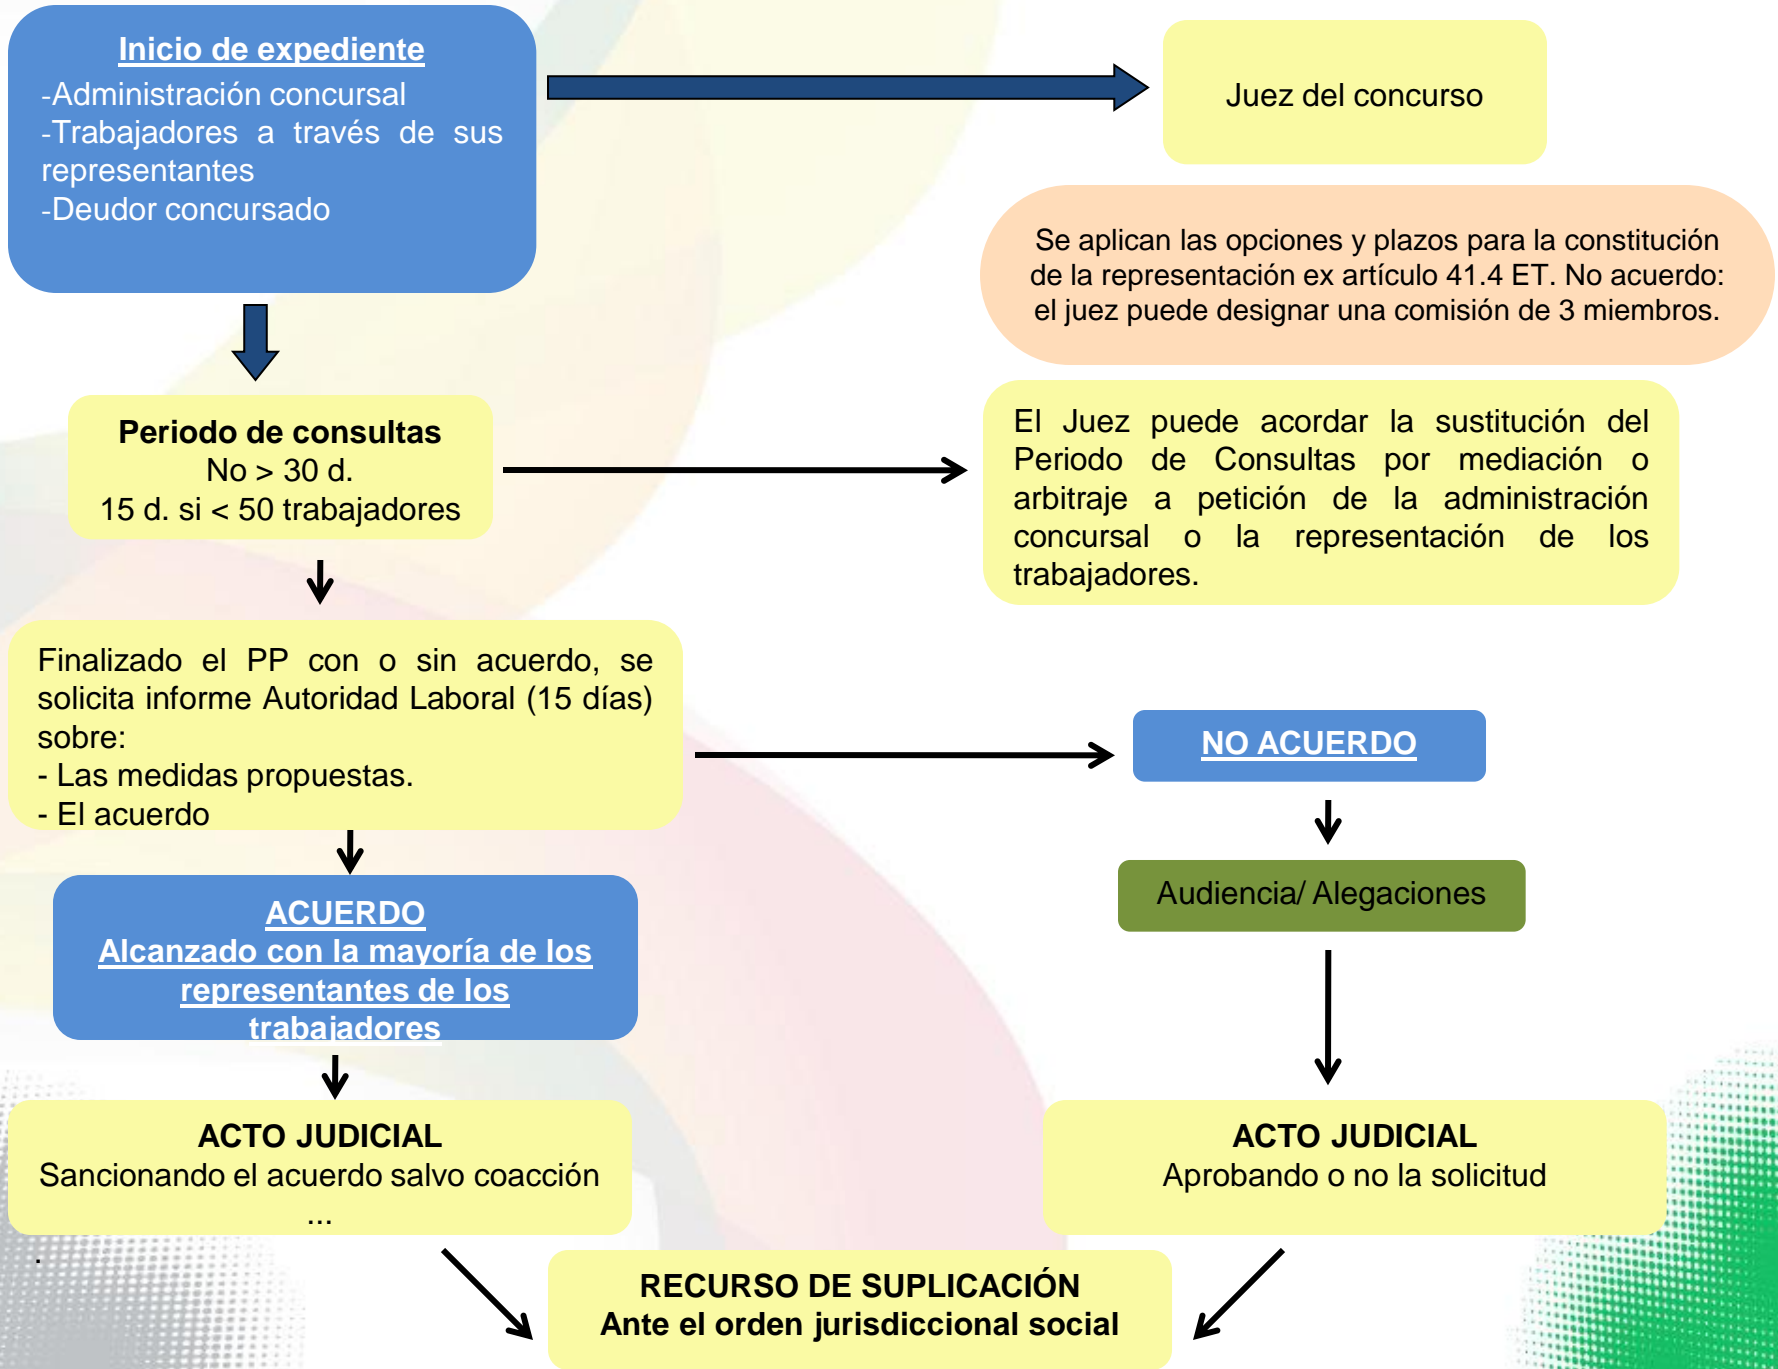 Inicio de expediente
-Administración concursal
-Trabajadores a través de sus
representantes
-Deudor concursado
Juez del concurso
Se aplican las opciones y plazos para la constitución
de la representación ex artículo 41.4 ET. No acuerdo:
el juez puede designar una comisión de 3 miembros.
Periodo de consultas
No > 30 d.
15 d. si < 50 trabajadores
El Juez puede acordar la sustitución del
Periodo de Consultas por mediación o
arbitraje a petición de la administración
concursal o la representación de los
trabajadores.
Finalizado el PP con o sin acuerdo, se
solicita informe Autoridad Laboral (15 días)
sobre:
- Las medidas propuestas.
- El acuerdo
NO ACUERDO
Audiencia/ Alegaciones
ACUERDO
Alcanzado con la mayoría de los
representantes de los
trabajadores
ACTO JUDICIAL
Sancionando el acuerdo salvo coacción
...
.
ACTO JUDICIAL
Aprobando o no la solicitud
RECURSO DE SUPLICACIÓN
Ante el orden jurisdiccional social